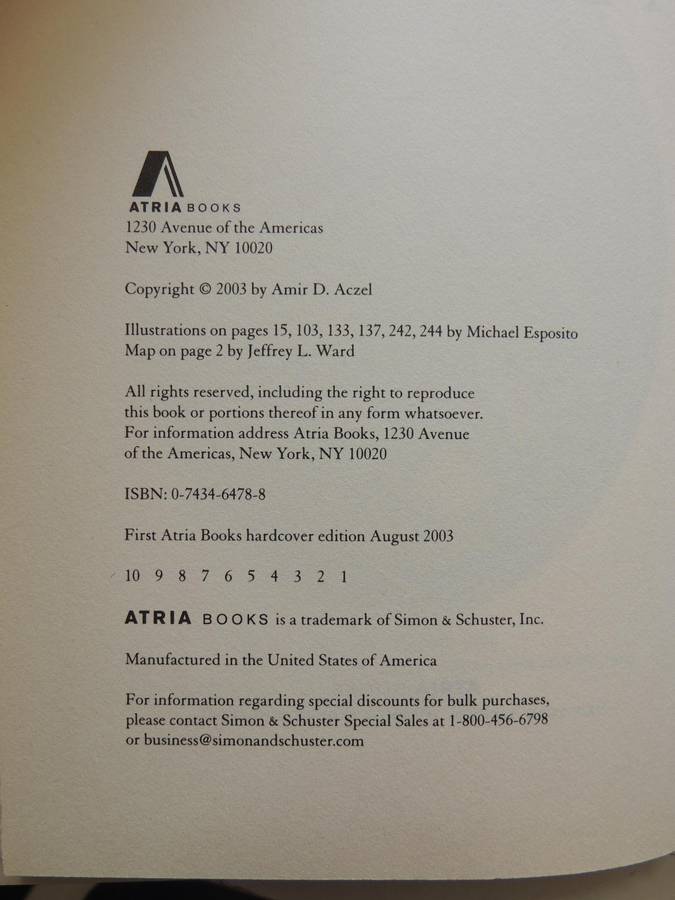 ATRIA BOOKS
1230 Avenue of the Americas
New York, NY 10020
Copyright © 2003 by Amir D. Aczel
Illustrations on pages 15, 103, 133, 137, 242, 244 by Michael Esposito
Map on page 2 by Jeffrey L. Ward
All rights reserved, including the right to reproduce
this book or portions thereof in any form whatsoever.
For information address Atria Books, 1230 Avenue
of the Americas, New York, NY 10020
ISBN: 0-7434-6478-8
First Atria Books hardcover edition August 2003
10 9 8 7 6 5 4 3 2 1
ATRIA BOOKS is a trademark of Simon & Schuster, Inc.
Manufactured in the United States of America
For information regarding special discounts for bulk purchases,
please contact Simon & Schuster Special Sales at 1-800-456-6798
or business@simonandschuster.com